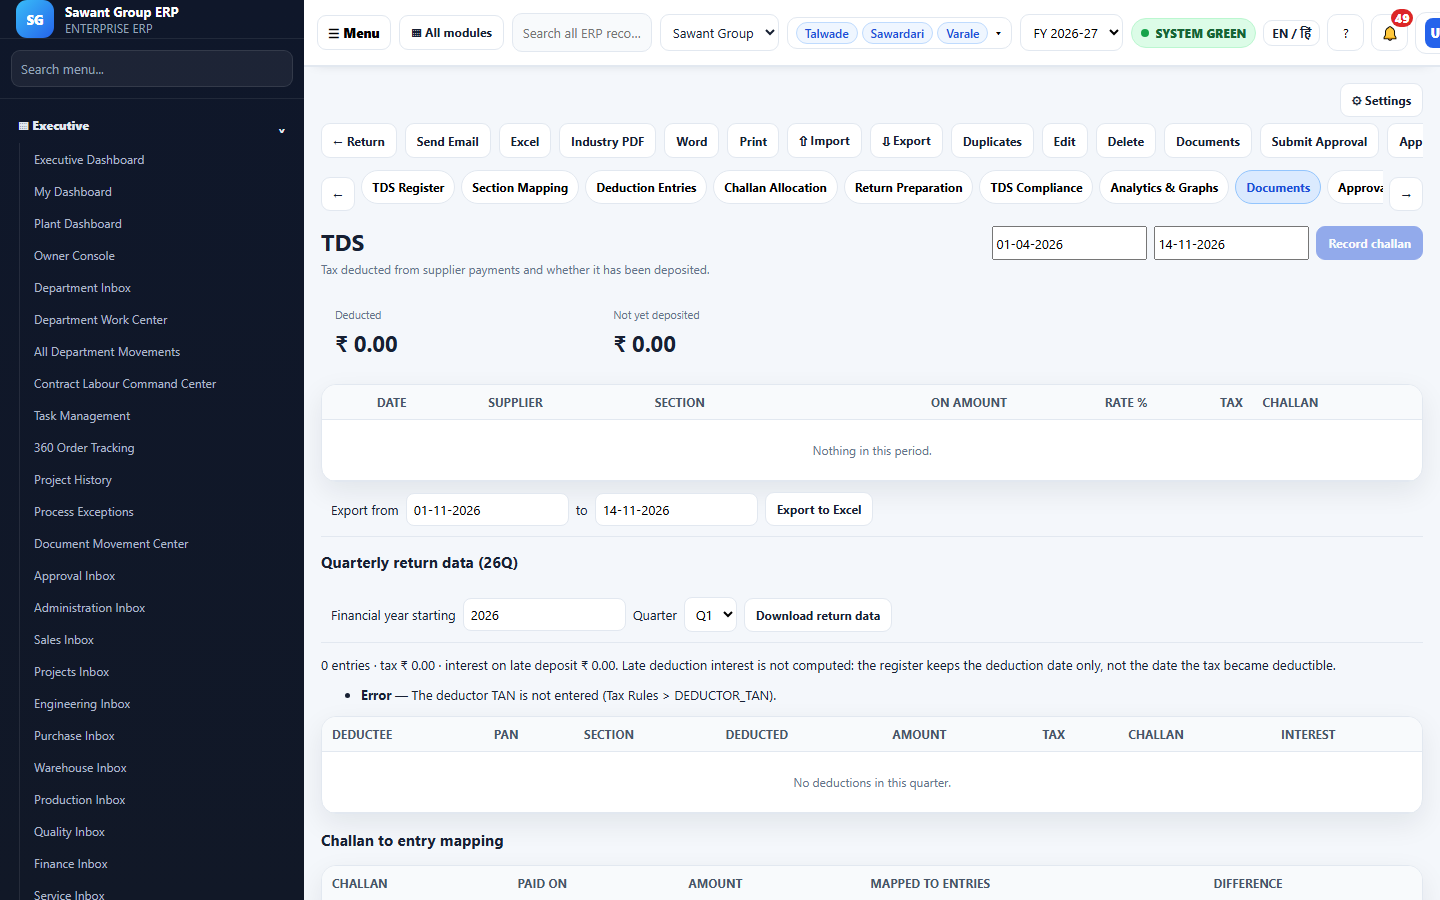 SG
Sawant Group ERP
ENTERPRISE ERP
Search menu...
Executive
Executive Dashboard
My Dashboard
Plant Dashboard
Owner Console
Department Inbox
Department Work Center
All Department Movements
Contract Labour Command Center
Task Management
360 Order Tracking
Project History
Process Exceptions
Document Movement Center
Approval Inbox
Administration Inbox
Sales Inbox
Projects Inbox
Engineering Inbox
Purchase Inbox
Warehouse Inbox
Production Inbox
Quality Inbox
Finance Inbox
Service Inbox
☰ Menu
All modules
Search all ERP reco...
Sawant Group
Talwade Sawardari Varale
FY 2026-27
SYSTEM GREEN
EN / हिं
?
49
U
⚙ Settings
← Return
Send Email
Excel
Industry PDF
Word
Print
⇧ Import
⇩ Export
Duplicates
Edit
Delete
Documents
Submit Approval
App
←
TDS Register
Section Mapping
Deduction Entries
Challan Allocation
Return Preparation
TDS Compliance
Analytics & Graphs
Documents
Approva
→
TDS
01-04-2026
14-11-2026
Record challan
Tax deducted from supplier payments and whether it has been deposited.
Deducted
₹ 0.00
Not yet deposited
₹ 0.00
DATE SUPPLIER SECTION ON AMOUNT RATE % TAX CHALLAN
Nothing in this period.
Export from 01-11-2026 to 14-11-2026 Export to Excel
Quarterly return data (26Q)
Financial year starting 2026 Quarter Q1 Download return data
0 entries · tax ₹ 0.00 · interest on late deposit ₹ 0.00. Late deduction interest is not computed: the register keeps the deduction date only, not the date the tax became deductible.
• Error — The deductor TAN is not entered (Tax Rules > DEDUCTOR_TAN).
DEDUCTEE PAN SECTION DEDUCTED AMOUNT TAX CHALLAN INTEREST
No deductions in this quarter.
Challan to entry mapping
CHALLAN PAID ON AMOUNT MAPPED TO ENTRIES DIFFERENCE